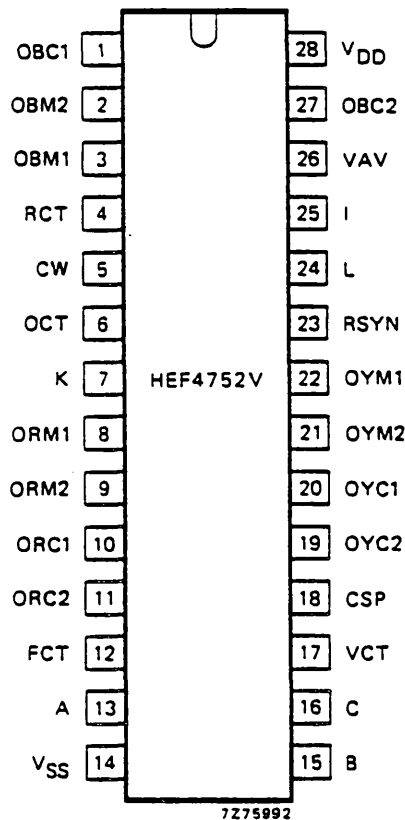 OBC1 1 28 VDD
OBM2 2 27 OBC2
OBM1 3 26 VAV
RCT 4 25 I
CW 5 24 L
OCT 6 23 RSYN
K 7 HEF4752V 22 OYM1
ORM1 8 21 OYM2
ORM2 9 20 OYC1
ORC1 10 19 OYC2
ORC2 11 18 CSP
FCT 12 17 VCT
A 13 16 C
VSS 14 15 B
7Z75992